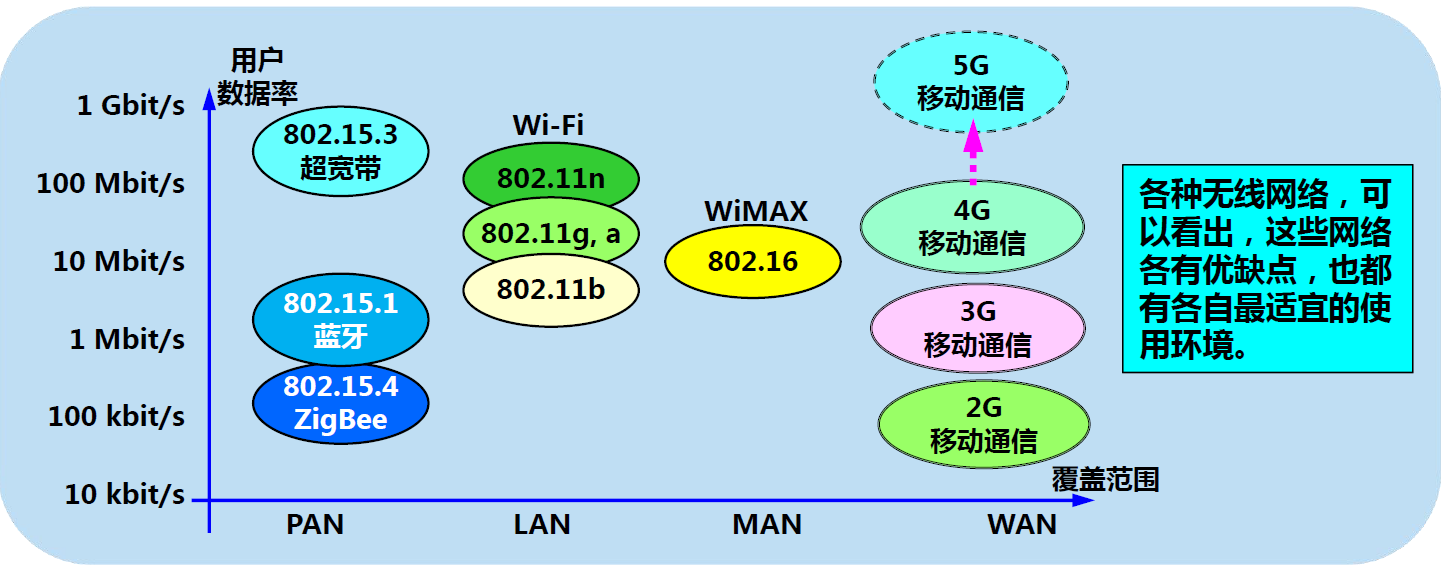 用户
数据率
1 Gbit/s
100 Mbit/s
10 Mbit/s
1 Mbit/s
100 kbit/s
10 kbit/s
802.15.3
超宽带
802.15.1
蓝牙
802.15.4
ZigBee
Wi-Fi
802.11n
802.11g, a
802.11b
WiMAX
802.16
5G
移动通信
4G
移动通信
3G
移动通信
2G
移动通信
覆盖范围
PAN
LAN
MAN
WAN
各种无线网络，可
以看出，这些网络
各有优缺点，也都
有各自最适宜的使
用环境。